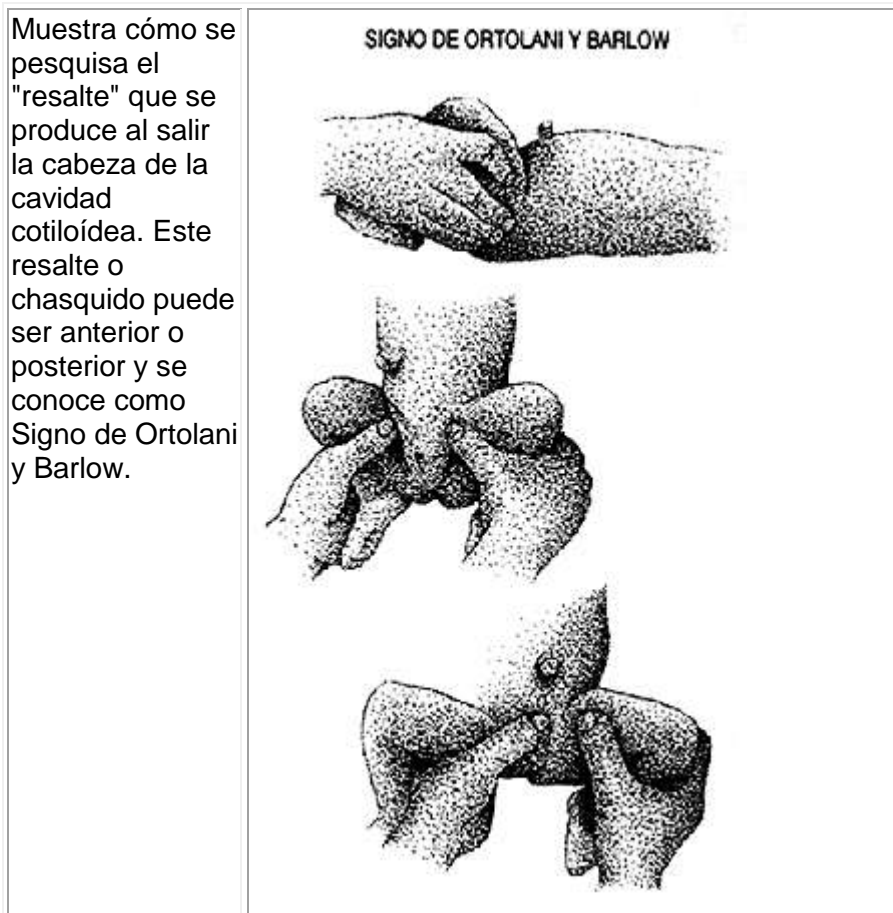 Muestra cómo se
pesquisa el
"resalte" que se
produce al salir
la cabeza de la
cavidad
cotiloídea. Este
resalte o
chasquido puede
ser anterior o
posterior y se
conoce como
Signo de Ortolani
y Barlow.
SIGNO DE ORTOLANI Y BARLOW